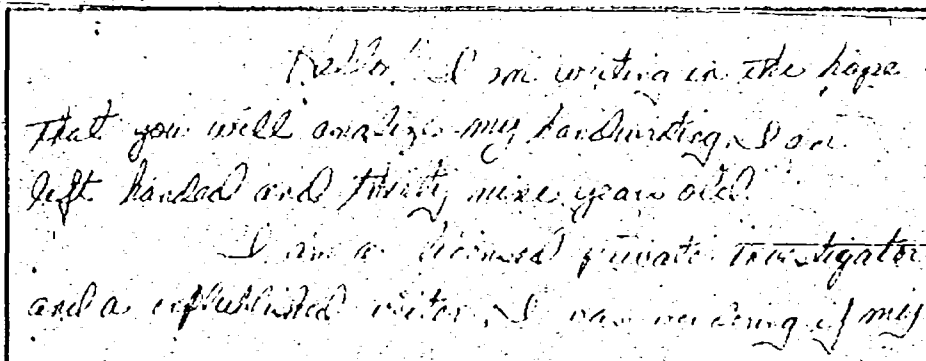 Hello! I am writing in the hope
that you will analize my handwriting. I am
left handed and thirty nine years old.
I am a licensed private investigator
and a unpublished writer. I was wondering if my